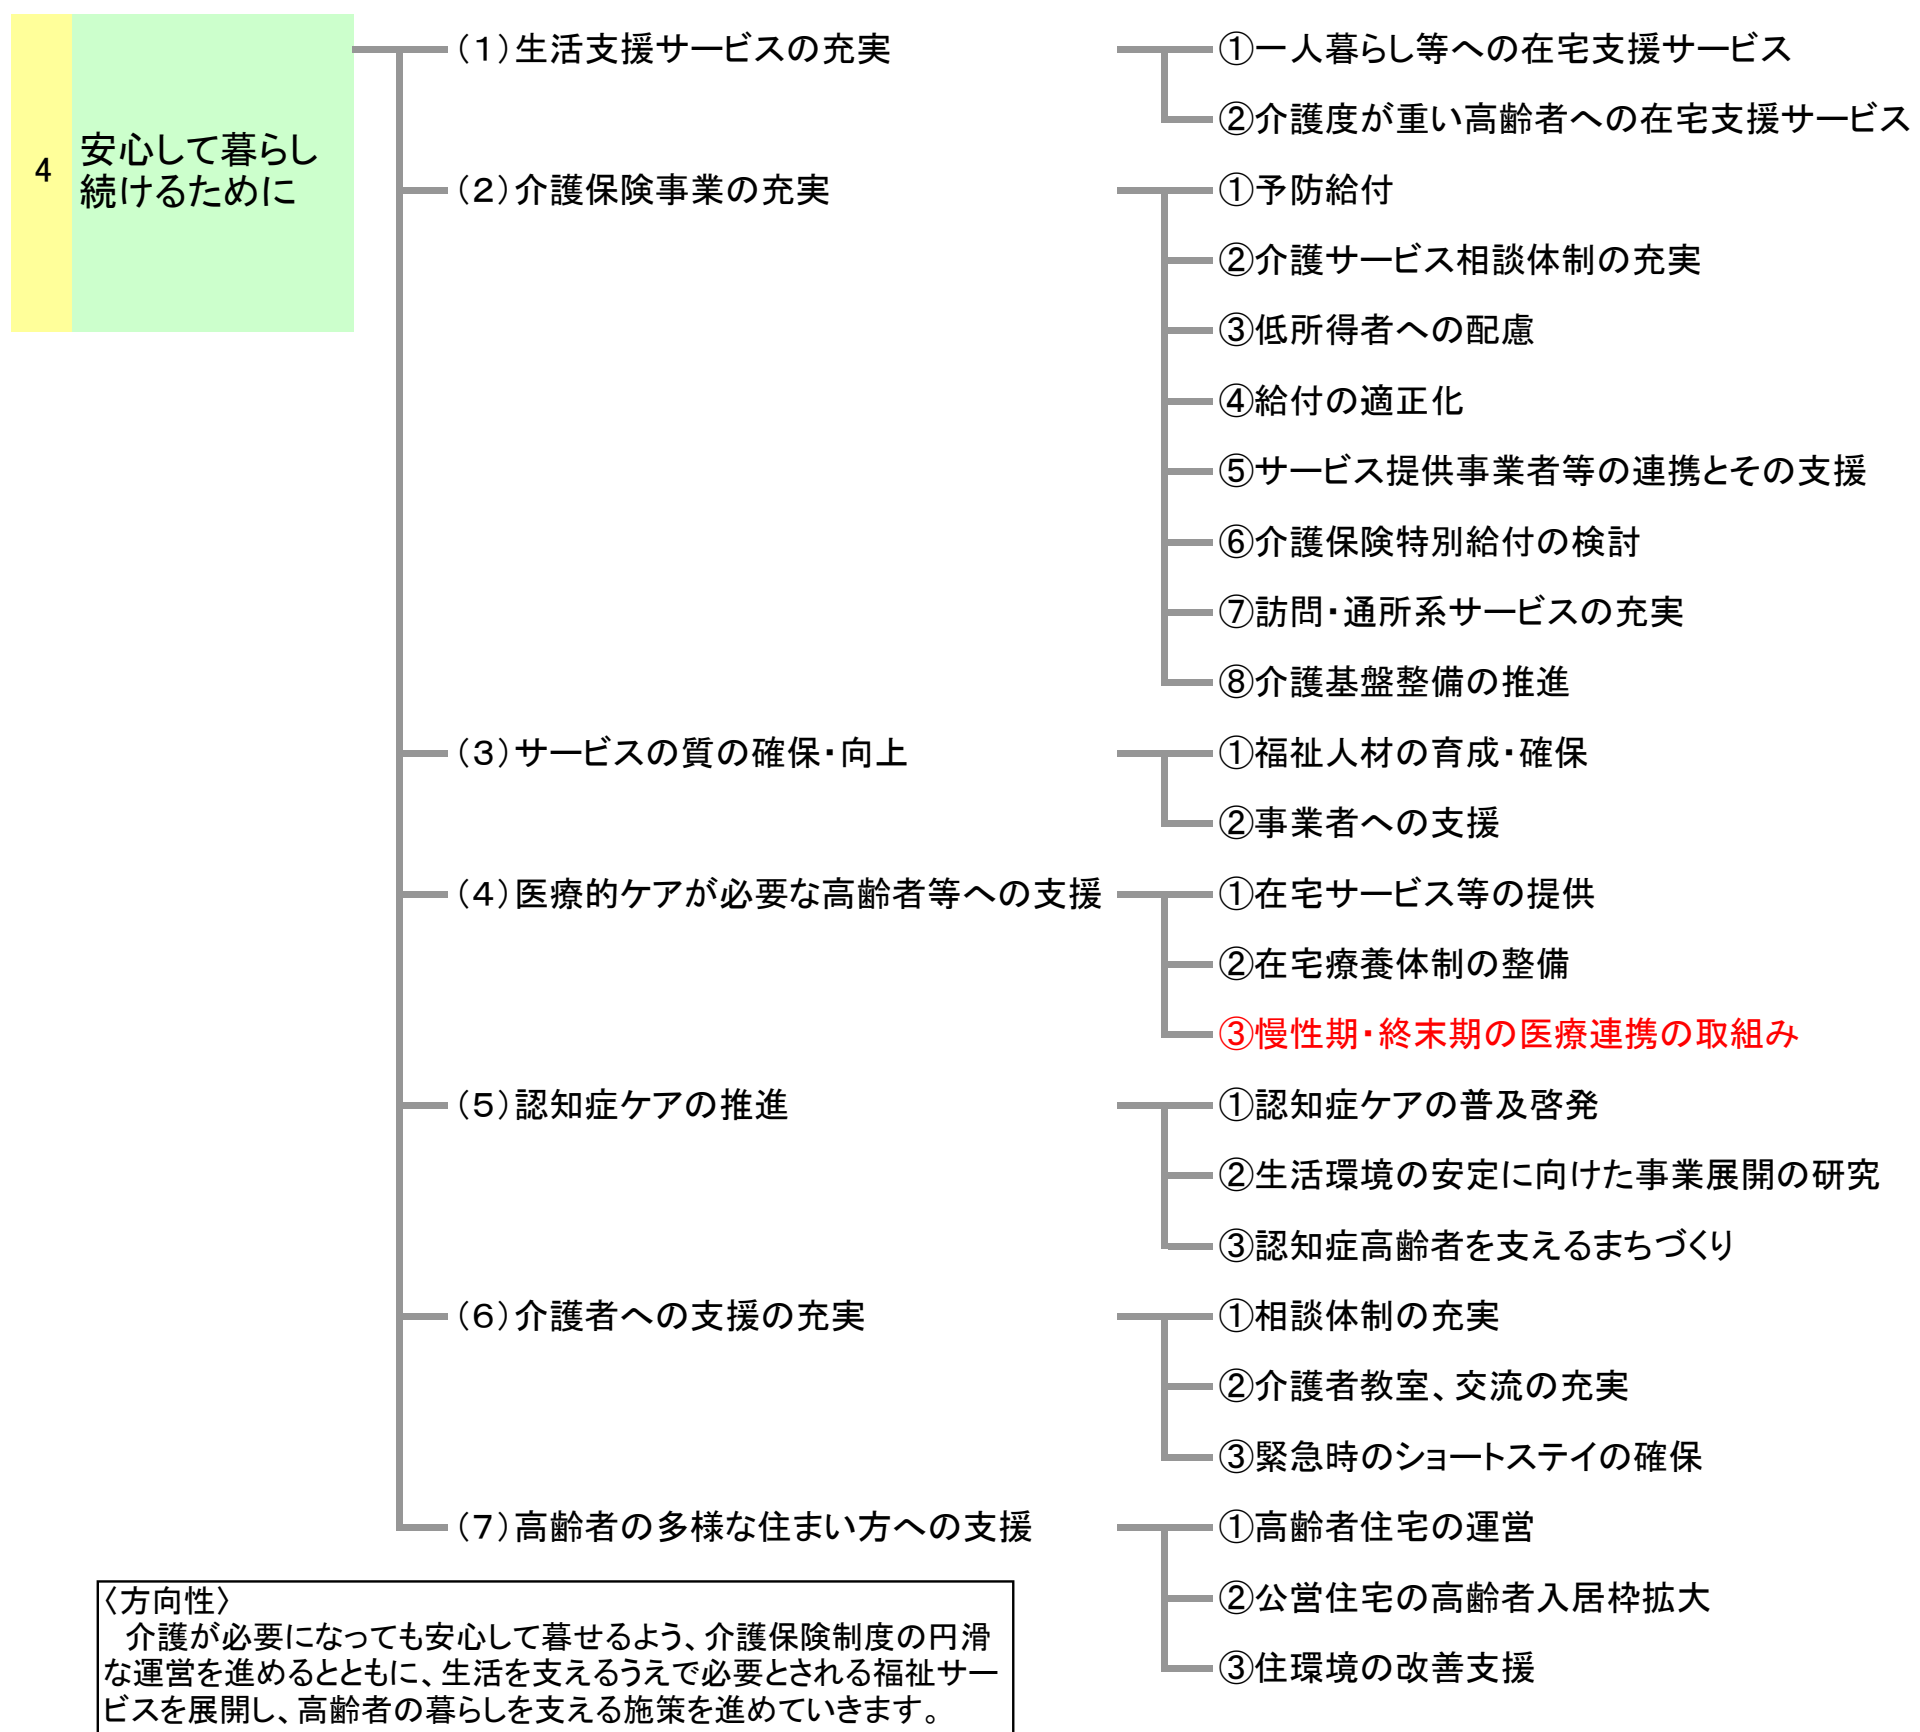 4
安心して暮らし
続けるために
（1）生活支援サービスの充実
①一人暮らし等への在宅支援サービス
②介護度が重い高齢者への在宅支援サービス
（2）介護保険事業の充実
①予防給付
②介護サービス相談体制の充実
③低所得者への配慮
④給付の適正化
⑤サービス提供事業者等の連携とその支援
⑥介護保険特別給付の検討
⑦訪問・通所系サービスの充実
⑧介護基盤整備の推進
（3）サービスの質の確保・向上
①福祉人材の育成・確保
②事業者への支援
（4）医療的ケアが必要な高齢者等への支援
①在宅サービス等の提供
②在宅療養体制の整備
③慢性期・終末期の医療連携の取組み
（5）認知症ケアの推進
①認知症ケアの普及啓発
②生活環境の安定に向けた事業展開の研究
③認知症高齢者を支えるまちづくり
（6）介護者への支援の充実
①相談体制の充実
②介護者教室、交流の充実
③緊急時のショートステイの確保
（7）高齢者の多様な住まい方への支援
①高齢者住宅の運営
②公営住宅の高齢者入居枠拡大
③住環境の改善支援
〈方向性〉
介護が必要になっても安心して暮せるよう、介護保険制度の円滑
な運営を進めるとともに、生活を支えるうえで必要とされる福祉サー
ビスを展開し、高齢者の暮らしを支える施策を進めていきます。